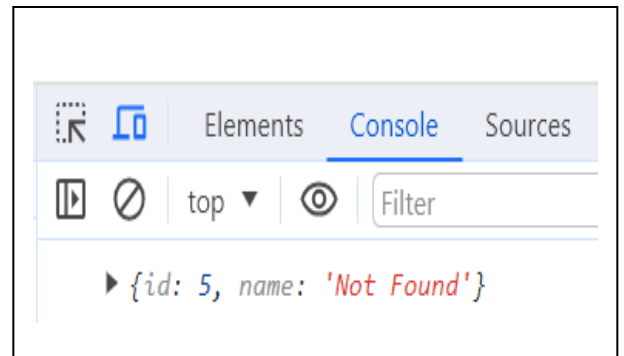 Elements Console Sources
top ▼ Filter
▶ {id: 5, name: 'Not Found'}